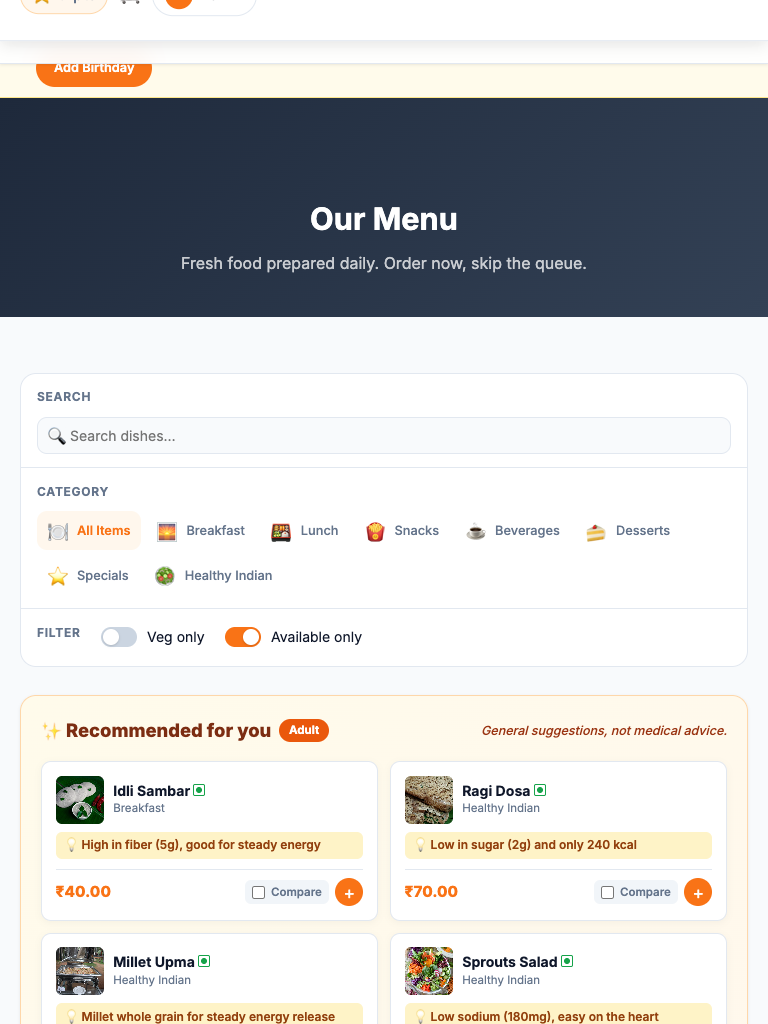 Add Birthday
Our Menu
Fresh food prepared daily. Order now, skip the queue.
SEARCH
Search dishes...
CATEGORY
All Items
Breakfast
Lunch
Snacks
Beverages
Desserts
Specials
Healthy Indian
FILTER
Veg only
Available only
✨ Recommended for you
Adult
General suggestions, not medical advice.
Idli Sambar
Breakfast
High in fiber (5g), good for steady energy
₹40.00
Compare
+
Ragi Dosa
Healthy Indian
Low in sugar (2g) and only 240 kcal
₹70.00
Compare
+
Millet Upma
Healthy Indian
Millet whole grain for steady energy release
Sprouts Salad
Healthy Indian
Low sodium (180mg), easy on the heart